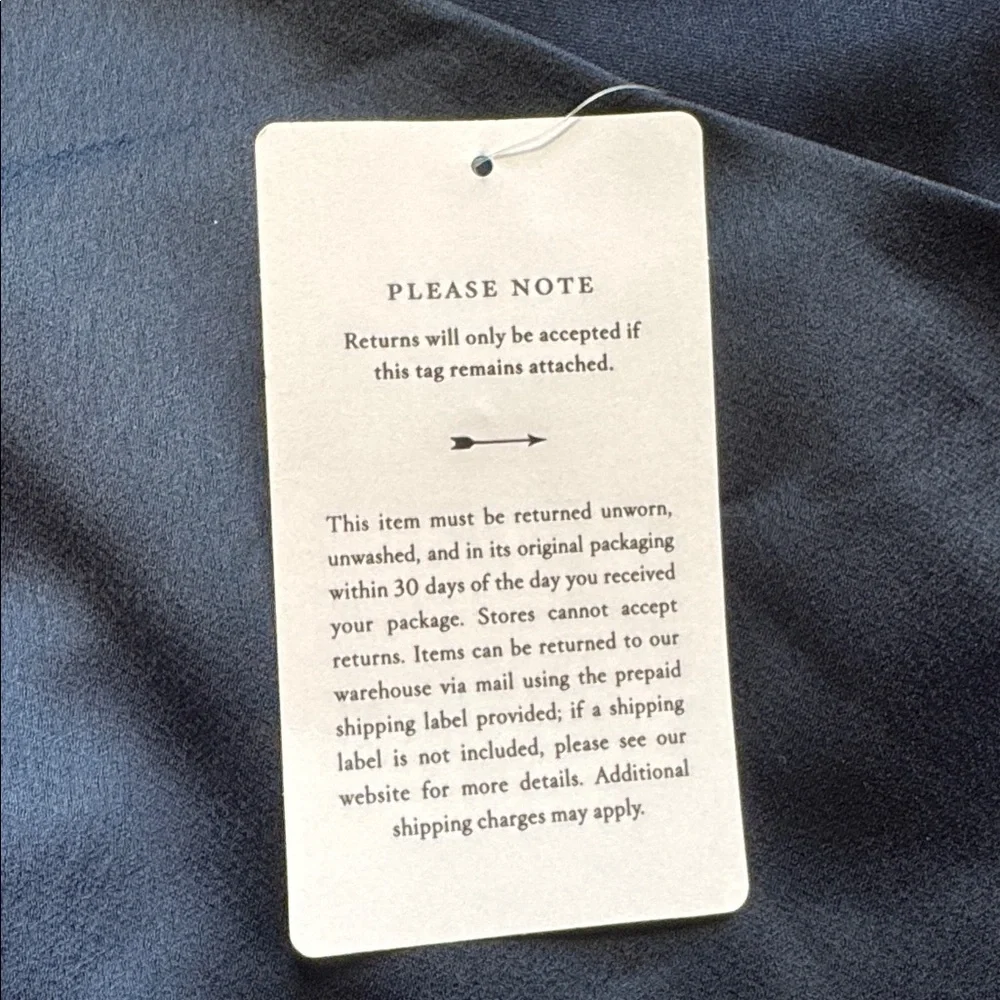 PLEASE NOTE
Returns will only be accepted if
this tag remains attached.
This item must be returned unworn,
unwashed, and in its original packaging
within 30 days of the day you received
your package. Stores cannot accept
returns. Items can be returned to our
warehouse via mail using the prepaid
shipping label provided; if a shipping
label is not included, please see our
website for more details. Additional
shipping charges may apply.